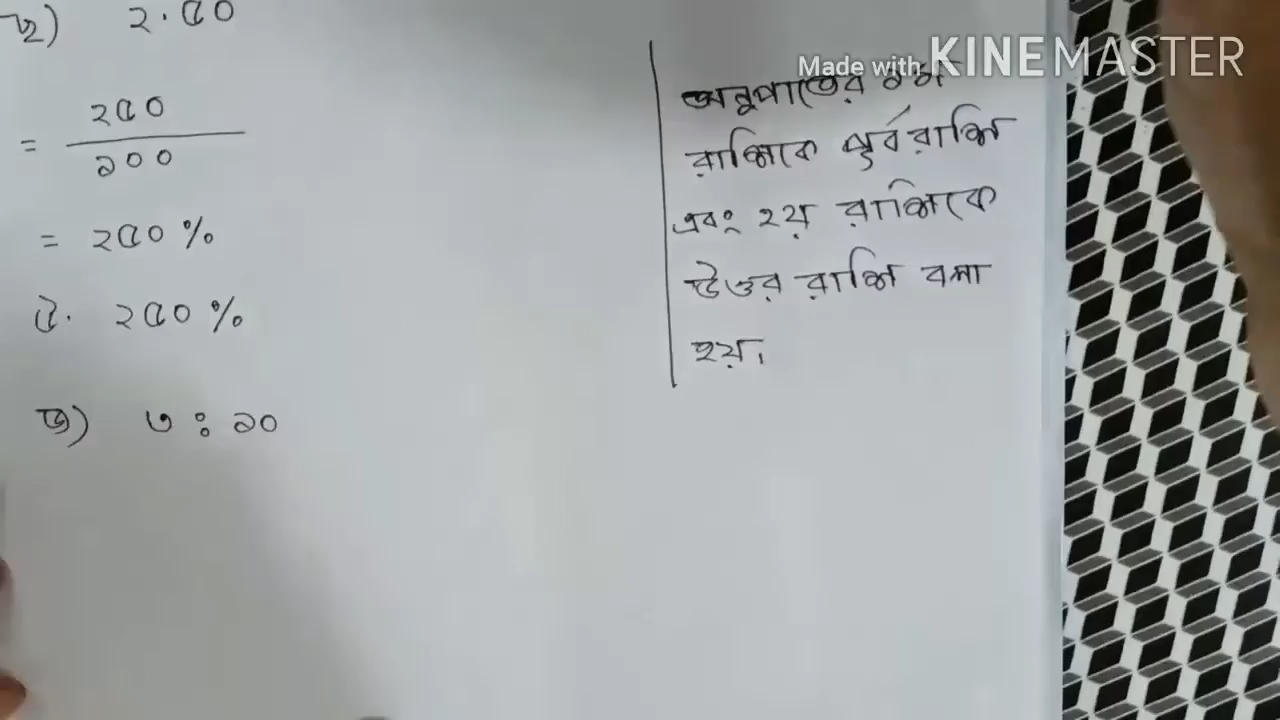 ছ) ২.৫০
= ২৫০
১০০
= ২৫০ %
উ. ২৫০ %
জ) ৩ : ১০
Made with KINEMASTER
অনুপাতের ১ম
রাশিকে পূর্বরাশি
এবং ২য় রাশিকে
উত্তর রাশি বলা
হয়।